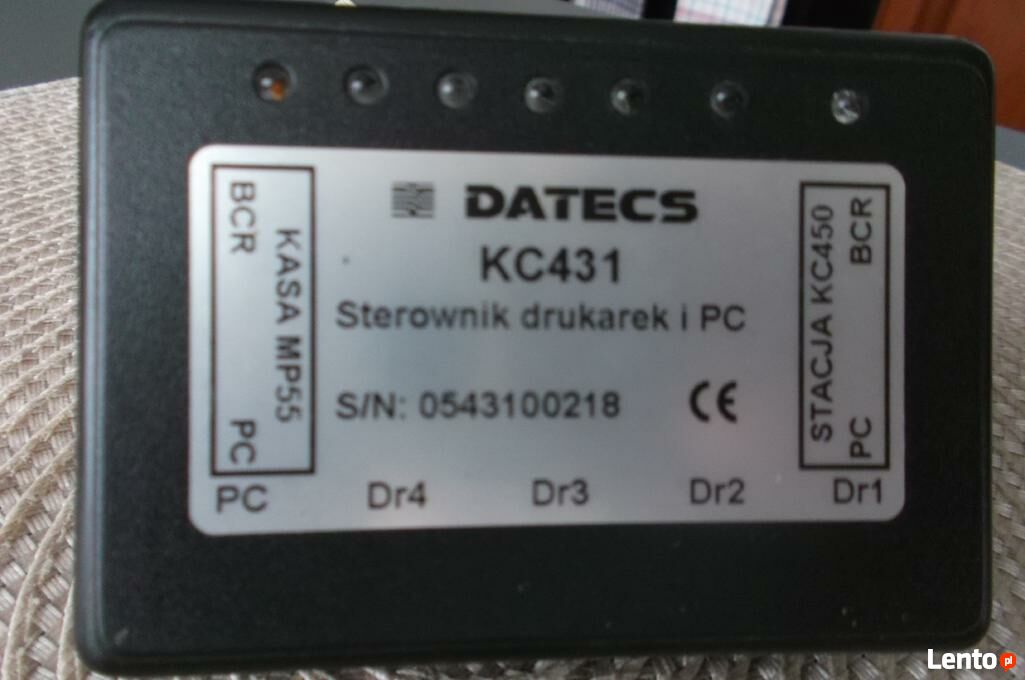 DATECS
KC431
Sterownik drukarek i PC
S/N: 0543100218 CE
BCR
KASA MP55
PC
STACJA KC450
BCR
PC
PC Dr4 Dr3 Dr2 Dr1
Lento pl